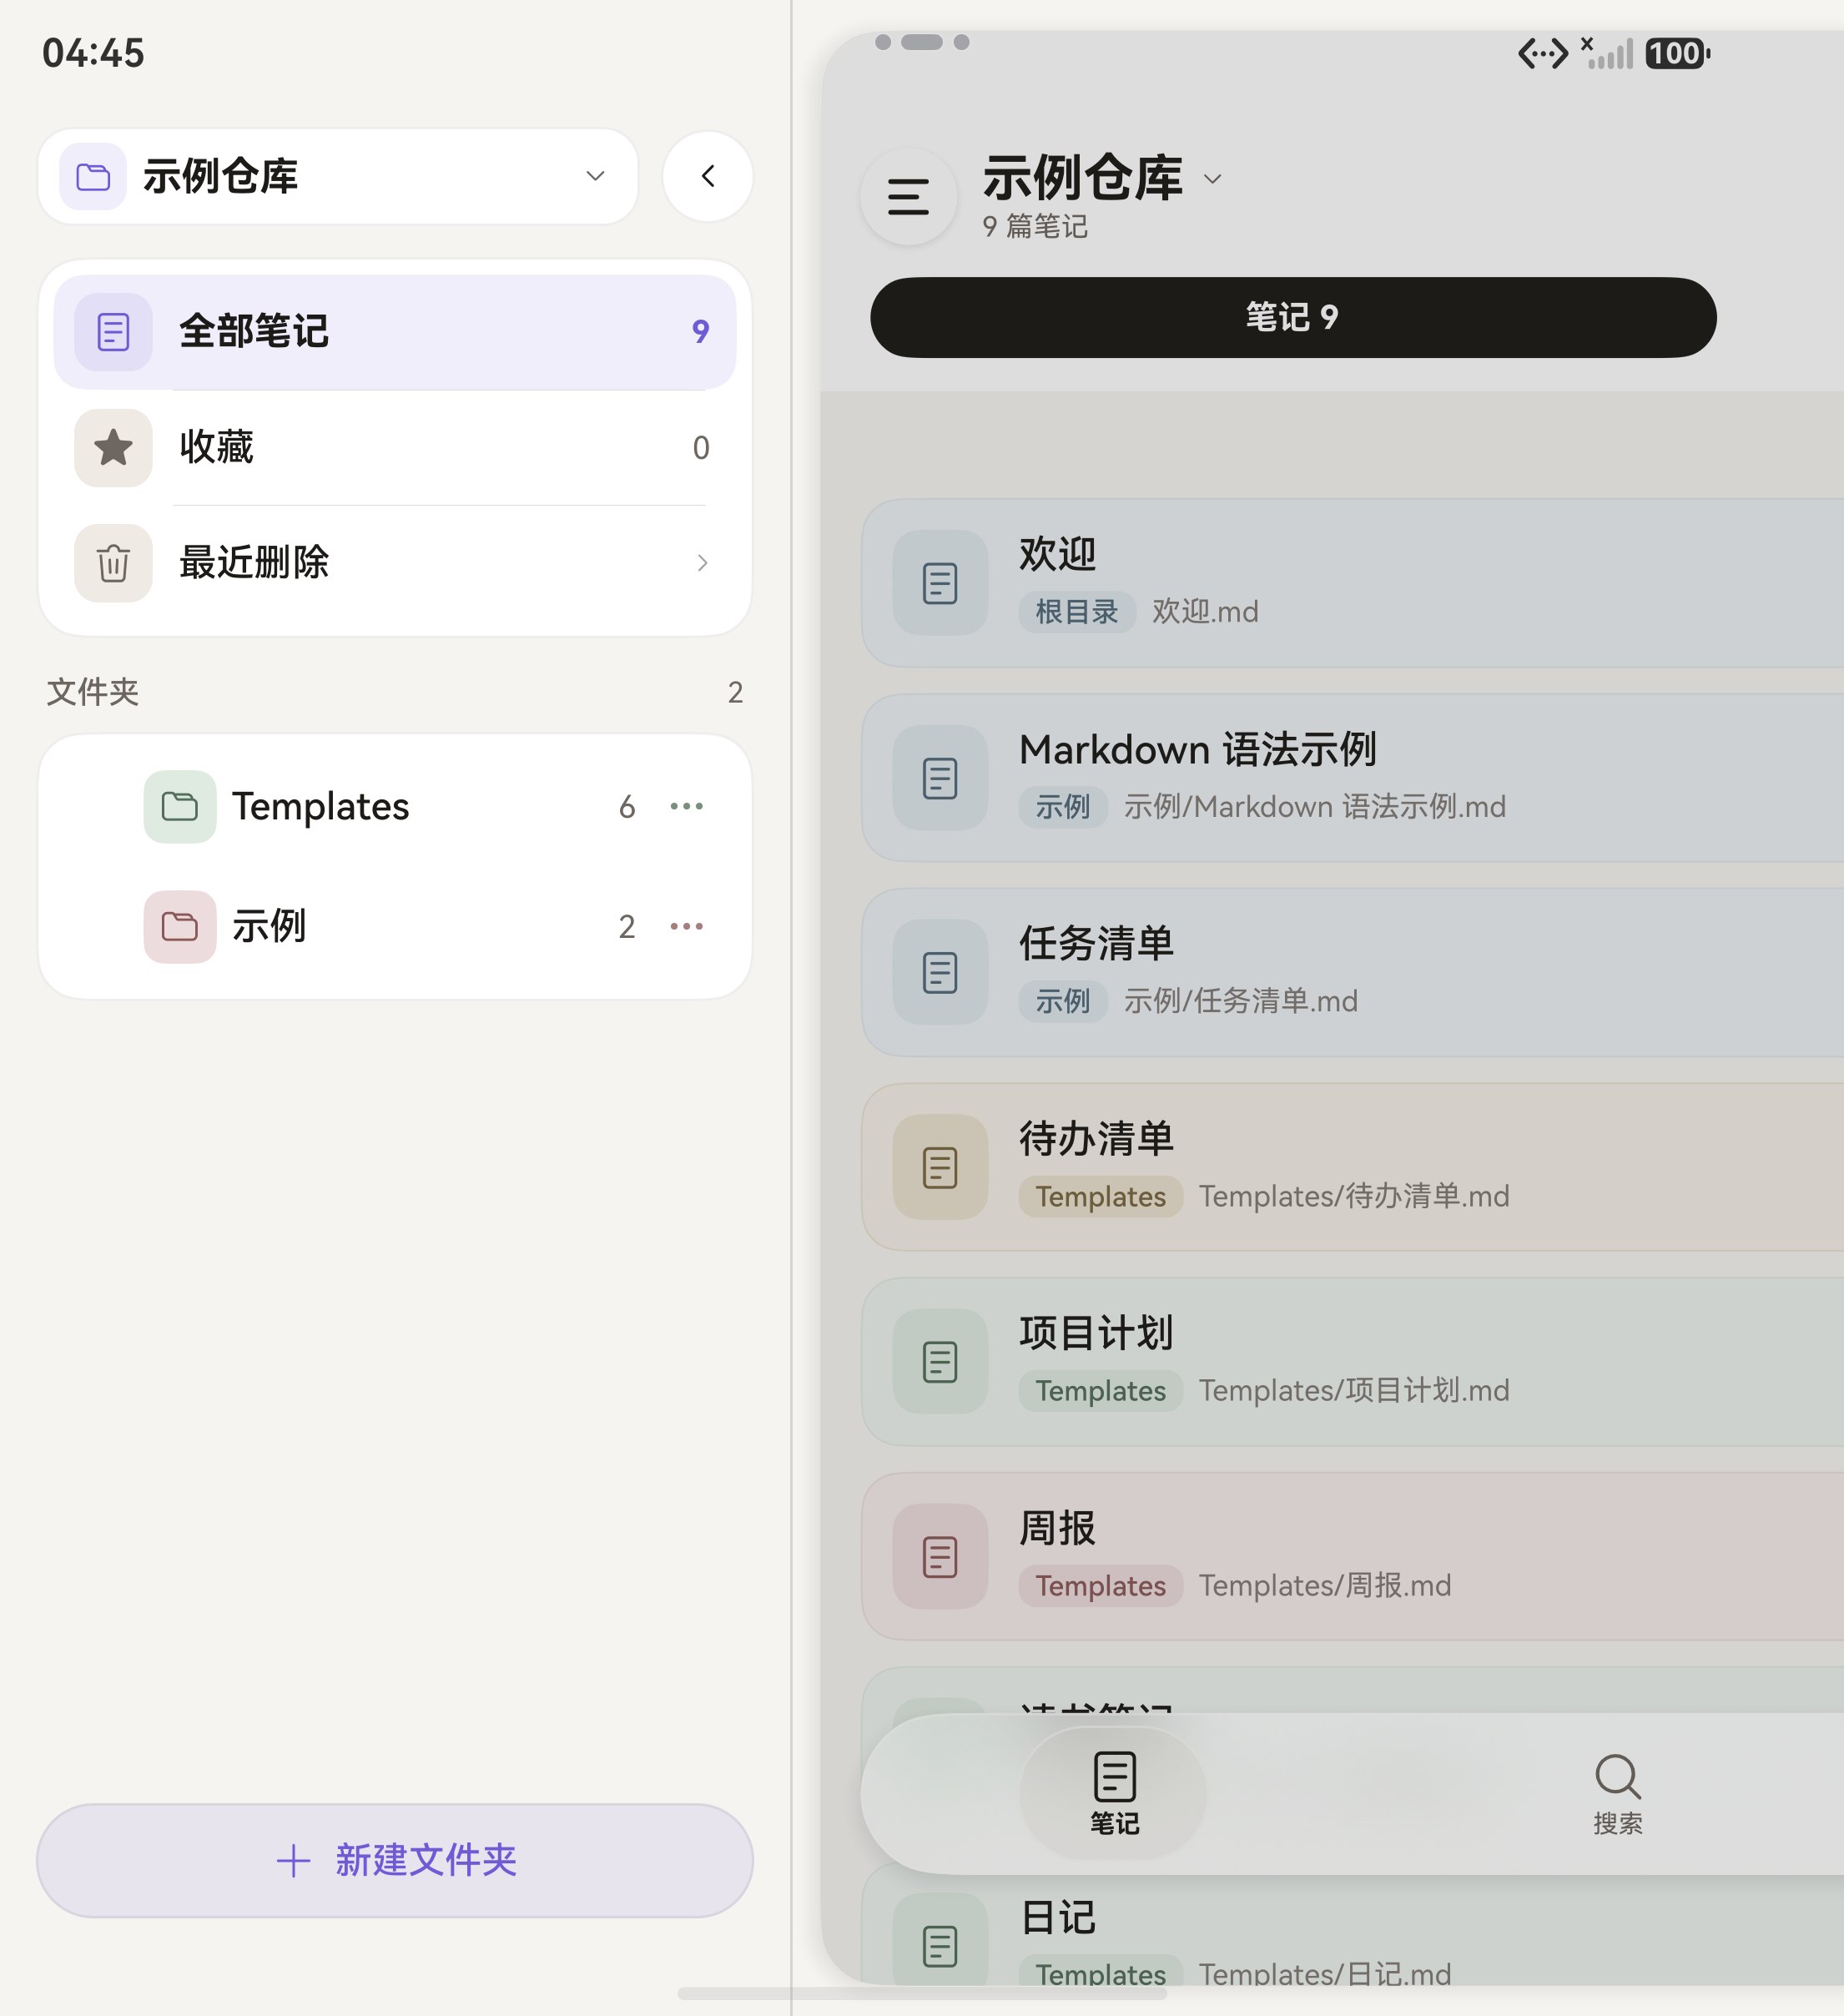 04:45
100
示例仓库
全部笔记
9
收藏
0
最近删除
文件夹
2
Templates
6
示例
2
新建文件夹
示例仓库
9 篇笔记
笔记 9
欢迎
根目录 欢迎.md
Markdown 语法示例
示例 示例/Markdown 语法示例.md
任务清单
示例 示例/任务清单.md
待办清单
Templates Templates/待办清单.md
项目计划
Templates Templates/项目计划.md
周报
Templates Templates/周报.md
读书笔记
笔记
搜索
日记
Templates Templates/日记.md